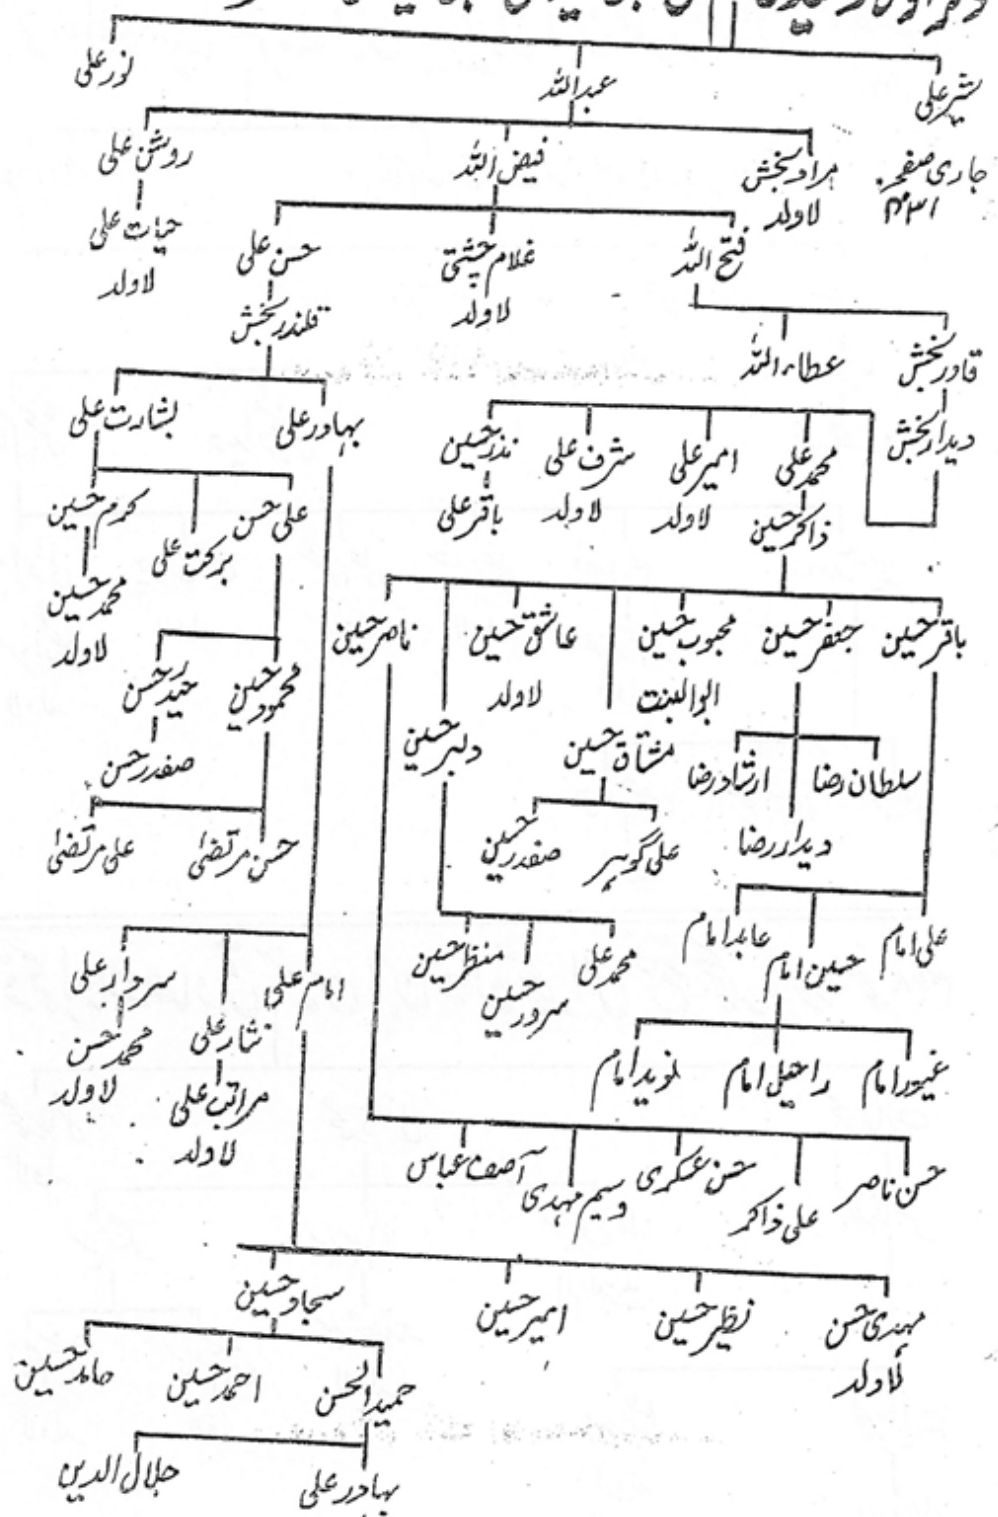 شیر علی عبداللہ نور علی
جاری صفحہ مراد بخش فیض اللہ روشن علی
۴۳۱ لاولد حیات علی
فتح اللہ غلام چشتی حسن علی لاولد
لاولد قلندر بخش
قادر بخش عطاء اللہ
دیدار بخش بہادر علی بشارت علی
محمد علی امیر علی شرف علی نذر حسین
ذاکر حسین لاولد لاولد باقر علی
علی حسن برکت علی کرم حسین
محمد حسین
لاولد
باقر حسین جعفر حسین محبوب حسین عاشق حسین ناصر حسین
ابوالبنت لاولد
محمود حسین حیدر حسن
مشتاق حسین دلبر حسین
صفدر حسن
سلطان رضا ارشاد رضا
دیدار رضا
علی گوہر صفدر حسین
حسن مرتضیٰ علی مرتضیٰ
علی امام حسین امام عابد امام
محمد علی سرور حسین منظر حسین
امام علی نثار علی سردار علی
مراتب علی محمد حسن
لاولد لاولد
غیور امام راحیل امام نوید امام
حسن ناصر علی ذاکر حسن عسکری وسیم مہدی آصف عباس
مہدی حسن نظیر حسین امیر حسین سجاد حسین
لاولد
حمید الحسن احمد حسین حامد حسین
بہادر علی جلال الدین